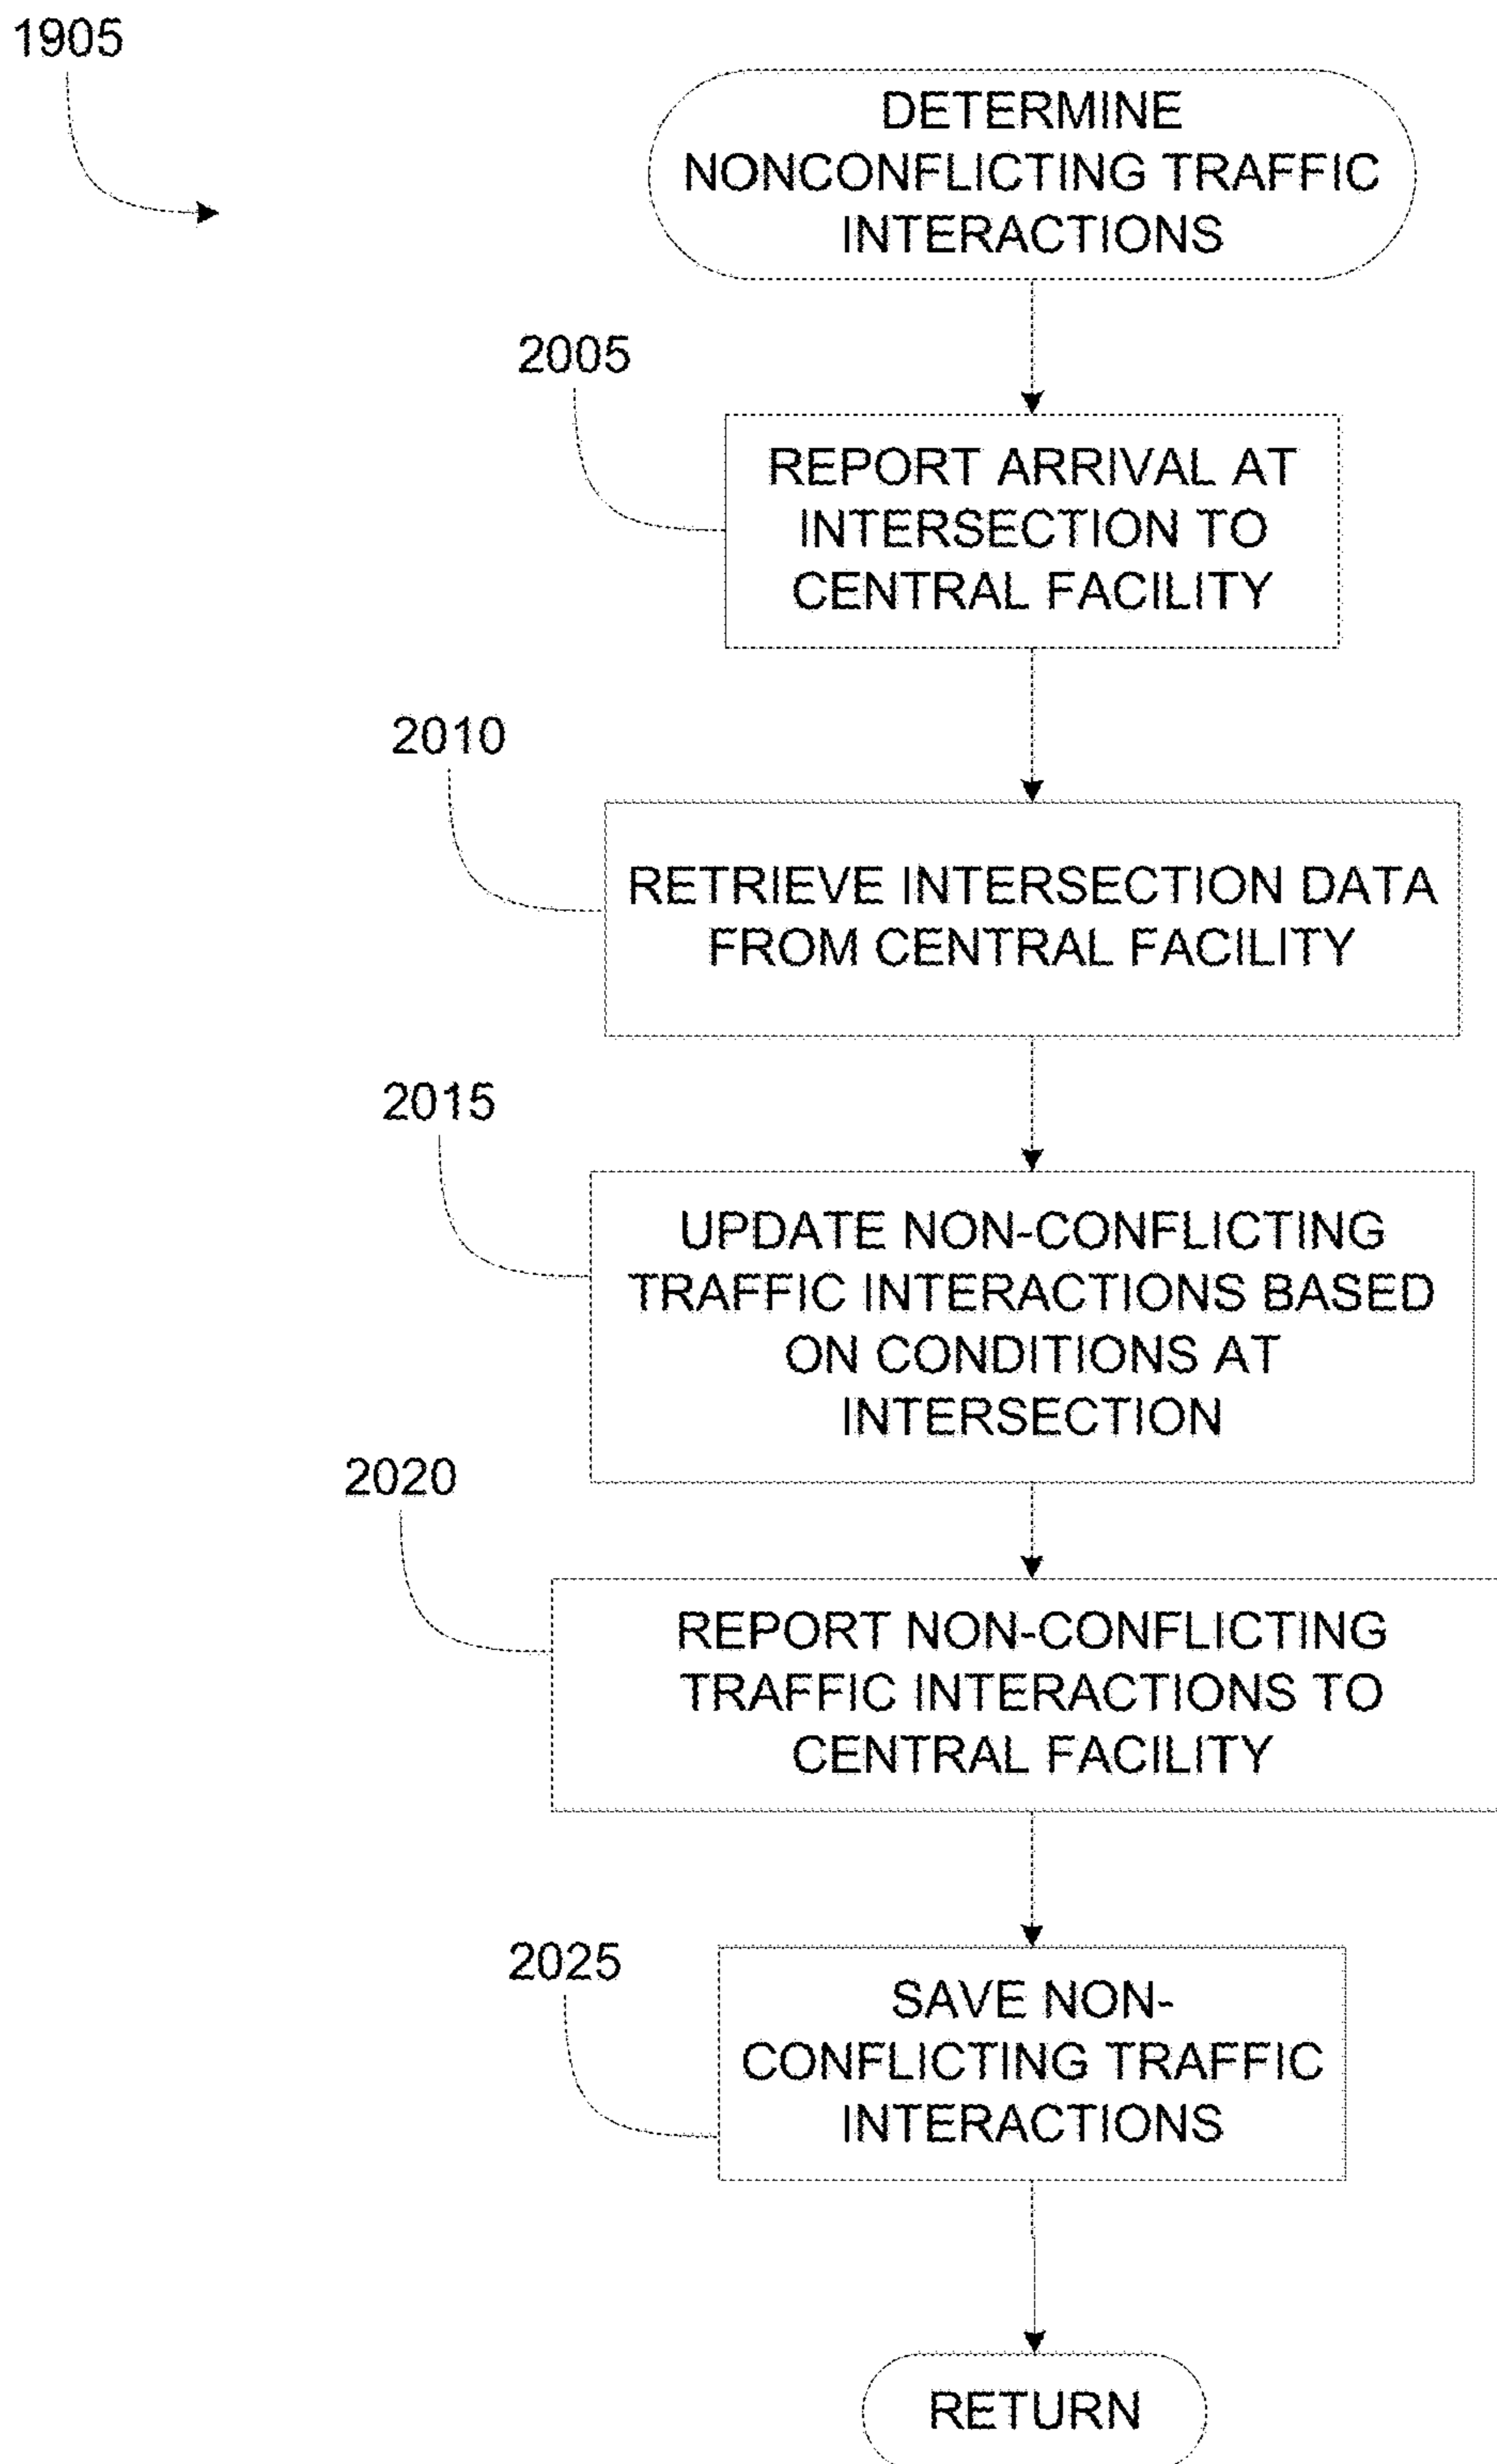 1905
DETERMINE
NONCONFLICTING TRAFFIC
INTERACTIONS
2005
REPORT ARRIVAL AT
INTERSECTION TO
CENTRAL FACILITY
2010
RETRIEVE INTERSECTION DATA
FROM CENTRAL FACILITY
2015
UPDATE NON-CONFLICTING
TRAFFIC INTERACTIONS BASED
ON CONDITIONS AT
INTERSECTION
2020
REPORT NON-CONFLICTING
TRAFFIC INTERACTIONS TO
CENTRAL FACILITY
2025
SAVE NON-
CONFLICTING TRAFFIC
INTERACTIONS
RETURN